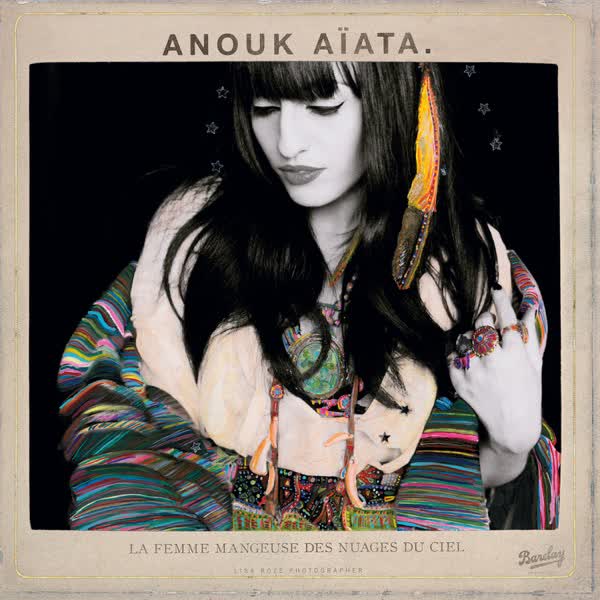 ANOUK AÏATA.
LA FEMME MANGEUSE DES NUAGES DU CIEL
Barclay
LISA ROZE PHOTOGRAPHER